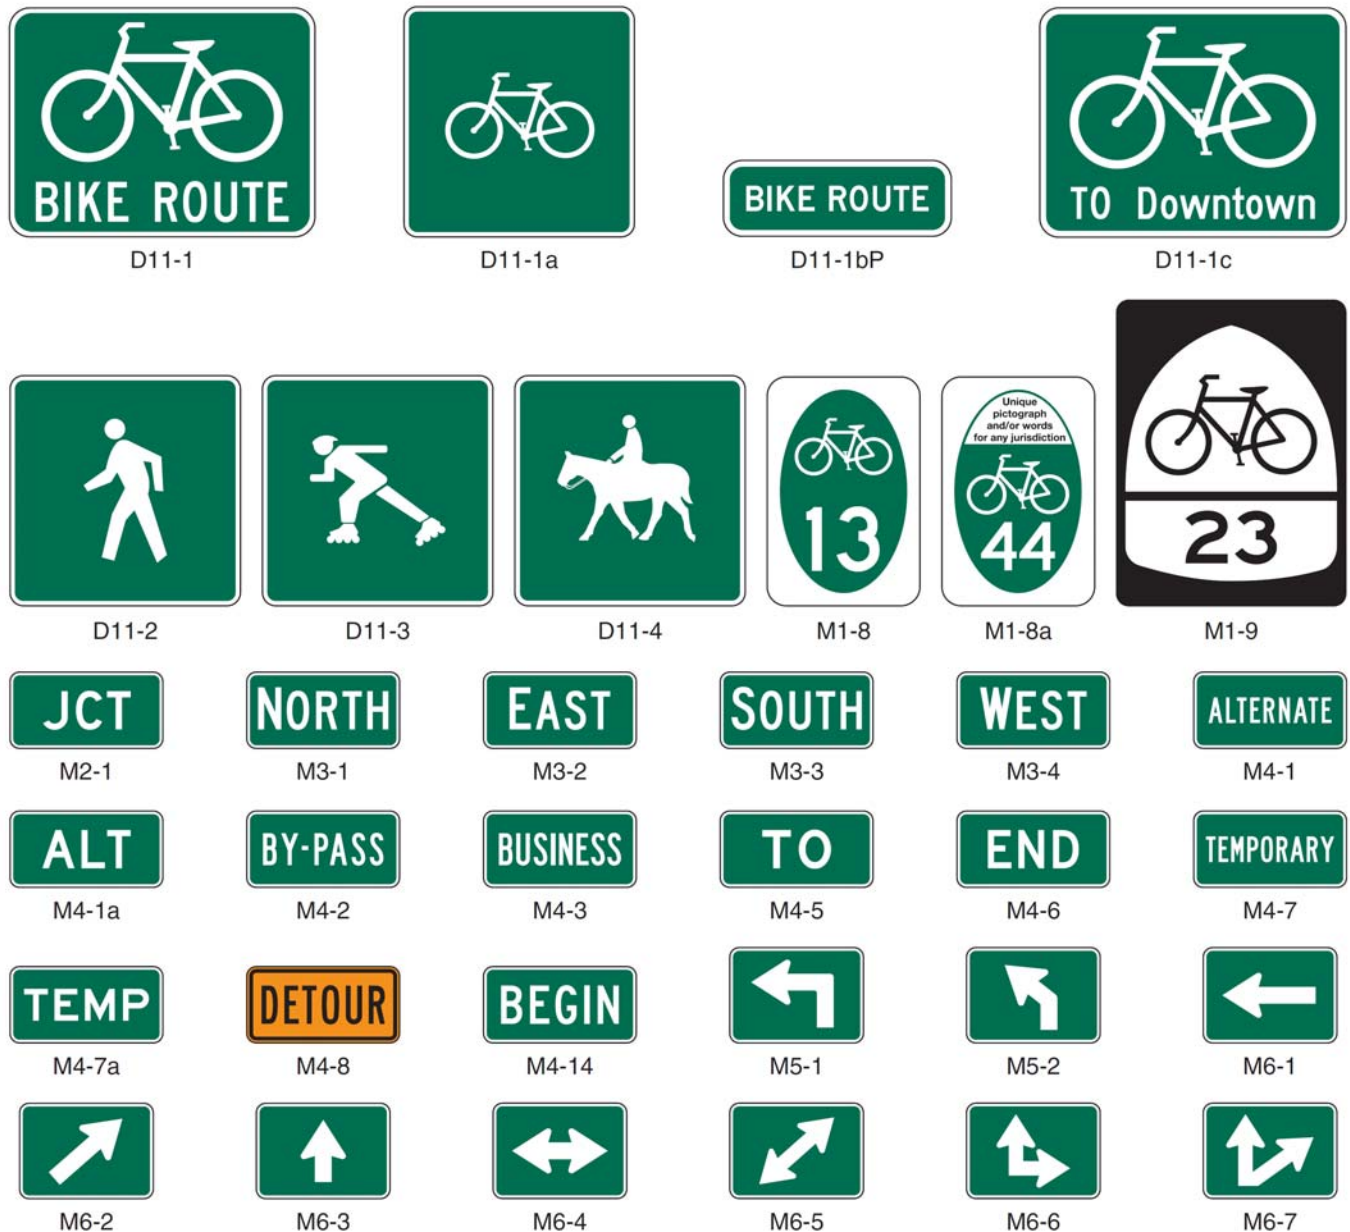 BIKE ROUTE
BIKE ROUTE
TO Downtown
D11-1
D11-1a
D11-1bP
D11-1c
Unique
pictograph
and/or words
for any jurisdiction
13
44
23
D11-2
D11-3
D11-4
M1-8
M1-8a
M1-9
JCT
NORTH
EAST
SOUTH
WEST
ALTERNATE
M2-1
M3-1
M3-2
M3-3
M3-4
M4-1
ALT
BY-PASS
BUSINESS
TO
END
TEMPORARY
M4-1a
M4-2
M4-3
M4-5
M4-6
M4-7
TEMP
DETOUR
BEGIN
M4-7a
M4-8
M4-14
M5-1
M5-2
M6-1
M6-2
M6-3
M6-4
M6-5
M6-6
M6-7